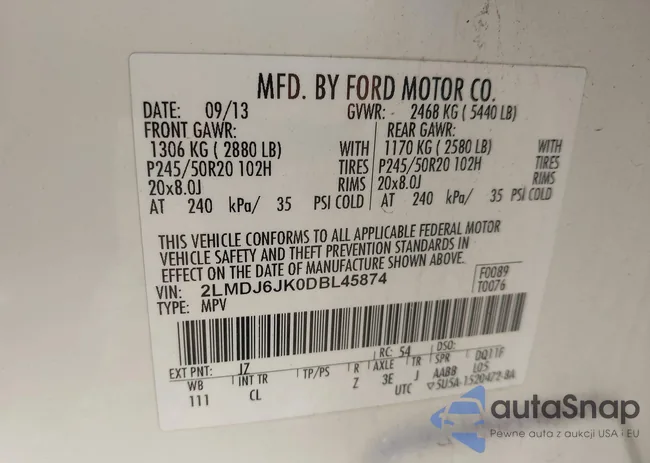 MFD. BY FORD MOTOR CO.
DATE: 09/13 GVWR: 2468 KG ( 5440 LB)
FRONT GAWR: REAR GAWR:
1306 KG ( 2880 LB) WITH 1170 KG ( 2580 LB) WITH
P245/50R20 102H TIRES P245/50R20 102H TIRES
20x8.0J RIMS 20x8.0J RIMS
AT 240 kPa/ 35 PSI COLD AT 240 kPa/ 35 PSI COLD
THIS VEHICLE CONFORMS TO ALL APPLICABLE FEDERAL MOTOR
VEHICLE SAFETY AND THEFT PREVENTION STANDARDS IN
EFFECT ON THE DATE OF MANUFACTURE SHOWN ABOVE.
VIN: 2LMDJ6JK0DBL45874 F0089
TYPE: MPV T0076
EXT PNT: JZ RC: 54 DSO:
WB INT TR TP/PS R AXLE TR SPR DQ11F
111 CL Z 3E J AABB L05
UTC
autaSnap
Pewne auta z aukcji USA i EU